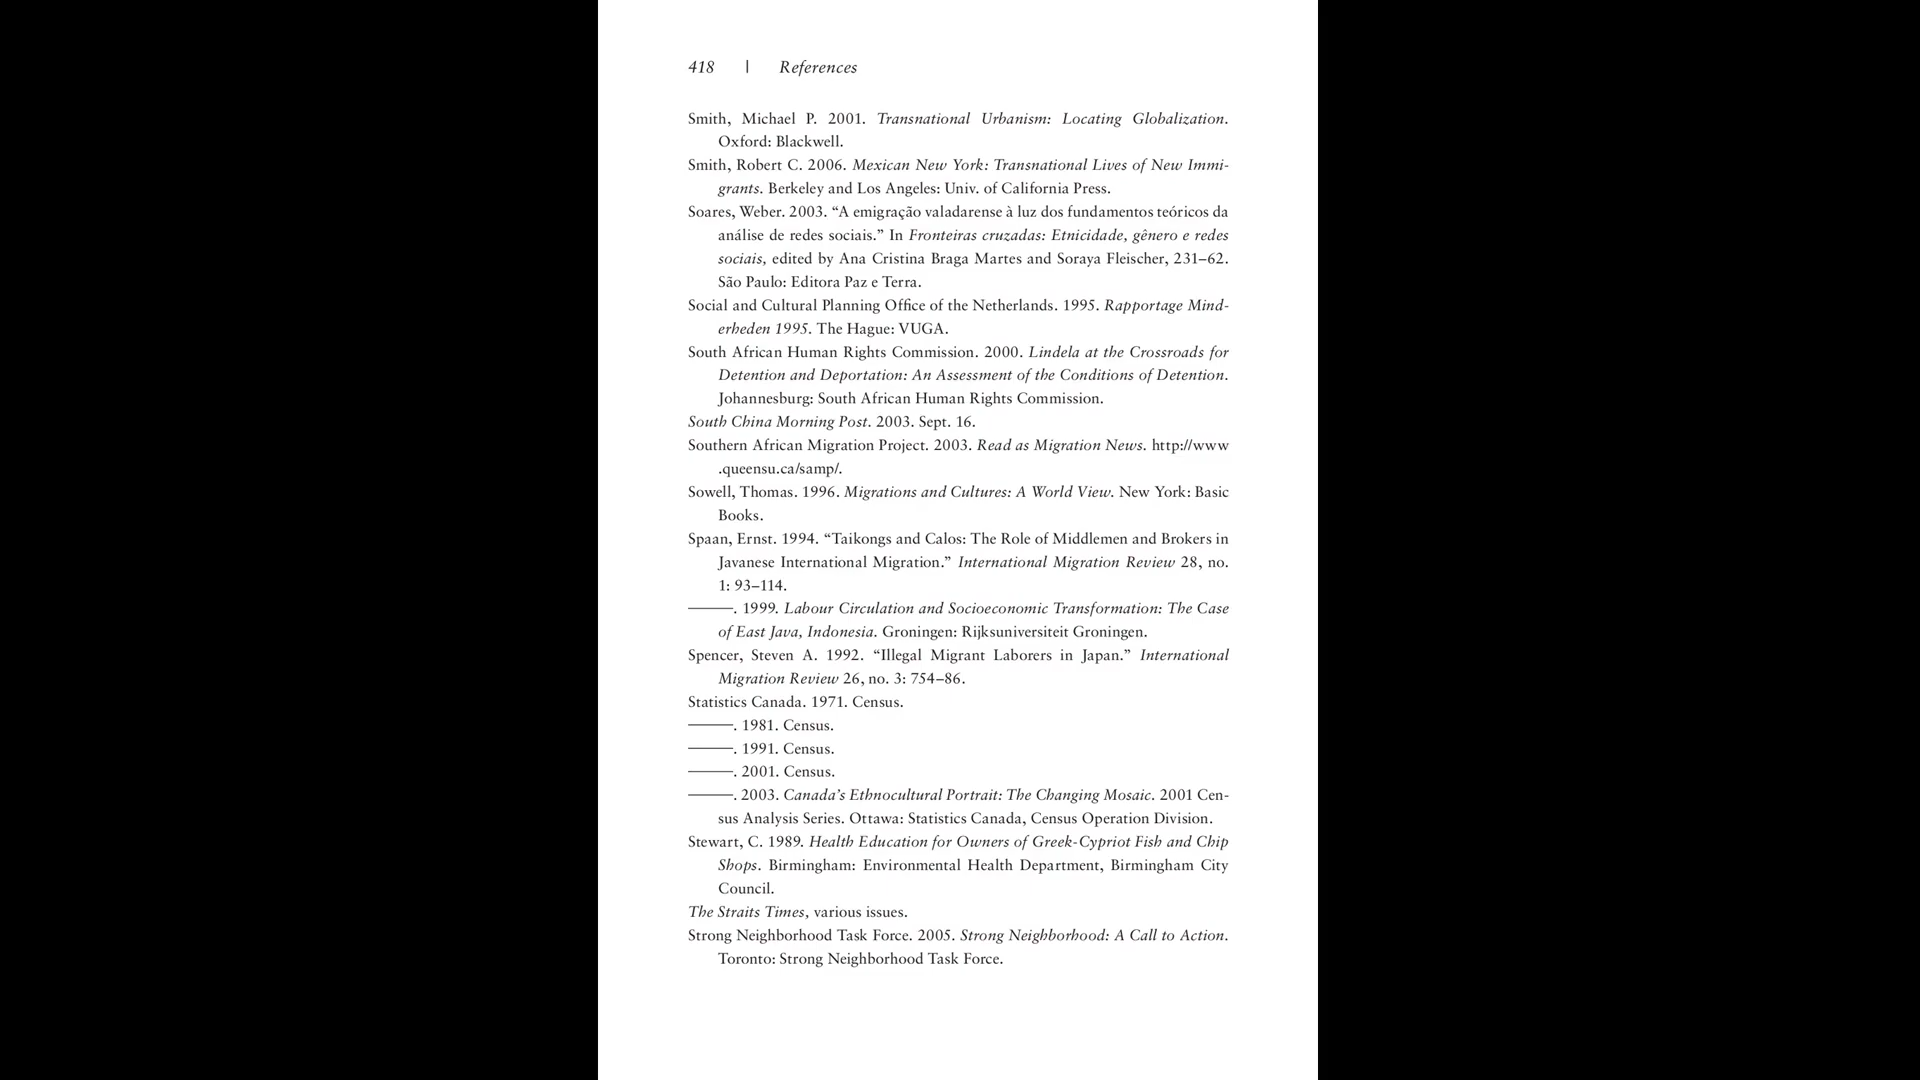 418 | References
Smith, Michael P. 2001. Transnational Urbanism: Locating Globalization.
Oxford: Blackwell.
Smith, Robert C. 2006. Mexican New York: Transnational Lives of New Immi-
grants. Berkeley and Los Angeles: Univ. of California Press.
Soares, Weber. 2003. “A emigração valadarense à luz dos fundamentos teóricos da
análise de redes sociais.” In Fronteiras cruzadas: Etnicidade, gênero e redes
sociais, edited by Ana Cristina Braga Martes and Soraya Fleischer, 231–62.
São Paulo: Editora Paz e Terra.
Social and Cultural Planning Office of the Netherlands. 1995. Rapportage Mind-
erheden 1995. The Hague: VUGA.
South African Human Rights Commission. 2000. Lindela at the Crossroads for
Detention and Deportation: An Assessment of the Conditions of Detention.
Johannesburg: South African Human Rights Commission.
South China Morning Post. 2003. Sept. 16.
Southern African Migration Project. 2003. Read as Migration News. http://www
.queensu.ca/samp/.
Sowell, Thomas. 1996. Migrations and Cultures: A World View. New York: Basic
Books.
Spaan, Ernst. 1994. “Taikongs and Calos: The Role of Middlemen and Brokers in
Javanese International Migration.” International Migration Review 28, no.
1: 93–114.
———. 1999. Labour Circulation and Socioeconomic Transformation: The Case
of East Java, Indonesia. Groningen: Rijksuniversiteit Groningen.
Spencer, Steven A. 1992. “Illegal Migrant Laborers in Japan.” International
Migration Review 26, no. 3: 754–86.
Statistics Canada. 1971. Census.
———. 1981. Census.
———. 1991. Census.
———. 2001. Census.
———. 2003. Canada’s Ethnocultural Portrait: The Changing Mosaic. 2001 Cen-
sus Analysis Series. Ottawa: Statistics Canada, Census Operation Division.
Stewart, C. 1989. Health Education for Owners of Greek-Cypriot Fish and Chip
Shops. Birmingham: Environmental Health Department, Birmingham City
Council.
The Straits Times, various issues.
Strong Neighborhood Task Force. 2005. Strong Neighborhood: A Call to Action.
Toronto: Strong Neighborhood Task Force.